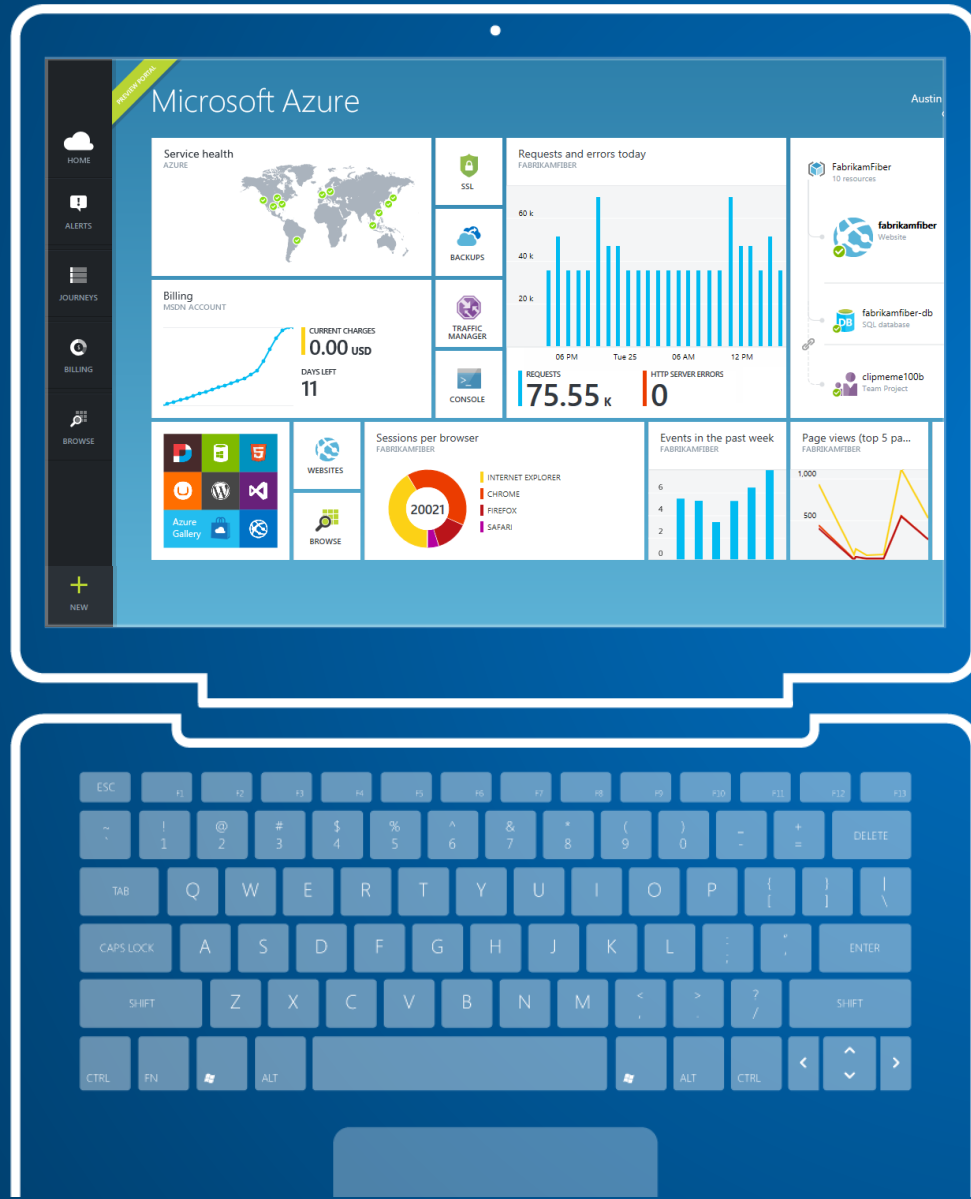 PREVIEW PORTAL
Microsoft Azure
Austin
HOME
ALERTS
JOURNEYS
BILLING
BROWSE
NEW
Service health
AZURE
SSL
BACKUPS
TRAFFIC
MANAGER
CONSOLE
Requests and errors today
FABRIKAMFIBER
60 k
40 k
20 k
06 PM Tue 25 06 AM 12 PM
REQUESTS
75.55 K
HTTP SERVER ERRORS
0
FabrikamFiber
10 resources
fabrikamfiber
Website
DB
fabrikamfiber-db
SQL database
clipmeme100b
Team Project
Billing
MSDN ACCOUNT
CURRENT CHARGES
0.00 USD
DAYS LEFT
11
Azure
Gallery
WEBSITES
BROWSE
Sessions per browser
FABRIKAMFIBER
20021
INTERNET EXPLORER
CHROME
FIREFOX
SAFARI
Events in the past week
FABRIKAMFIBER
6
4
2
0
Page views (top 5 pa...
FABRIKAMFIBER
1,000
500
ESC F1 F2 F3 F4 F5 F6 F7 F8 F9 F10 F11 F12 F13
~ ! @ # $ % ^ & * ( ) _ +
` 1 2 3 4 5 6 7 8 9 0 - = DELETE
TAB Q W E R T Y U I O P { } |
[ ] \
CAPS LOCK A S D F G H J K L : " ENTER
; '
SHIFT Z X C V B N M < > ? SHIFT
, . /
CTRL FN ALT ALT CTRL